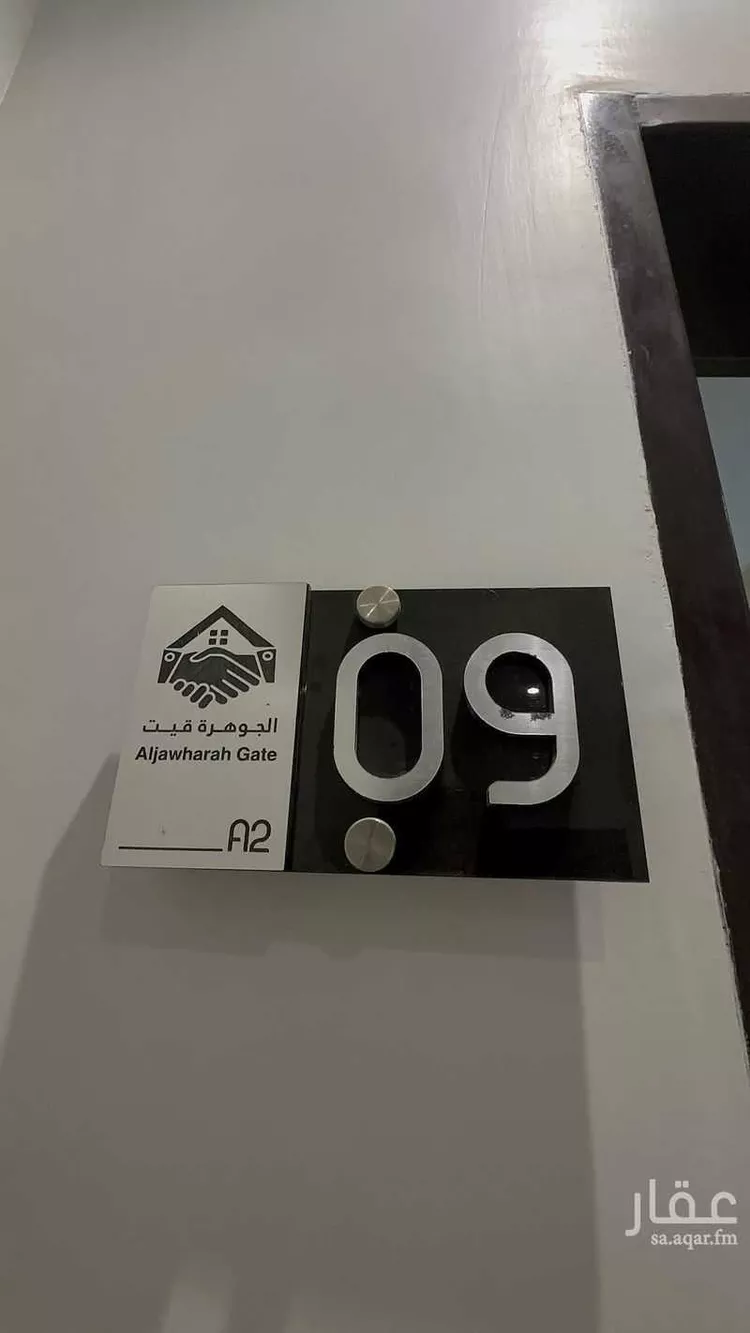 الجوهرة قيت
Aljawharah Gate
A2
09
عقار
sa.aqar.fm